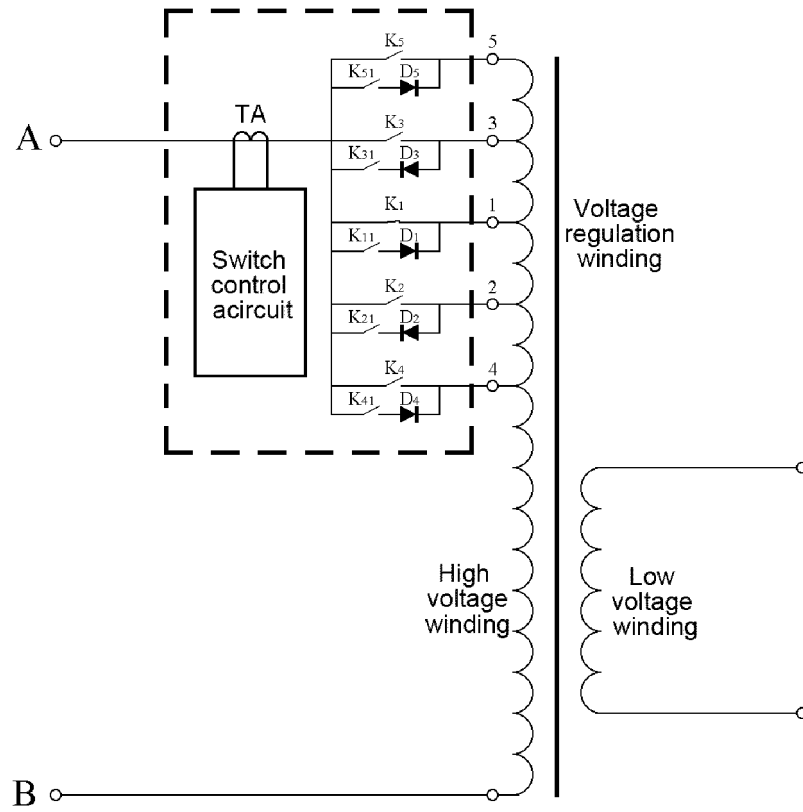 K5 5
K51 D5
TA
A
K3 3
K31 D3
K1 1
K11 D1
Voltage
regulation
winding
Switch
control
acircuit
K2 2
K21 D2
K4 4
K41 D4
High
voltage
winding
Low
voltage
winding
B